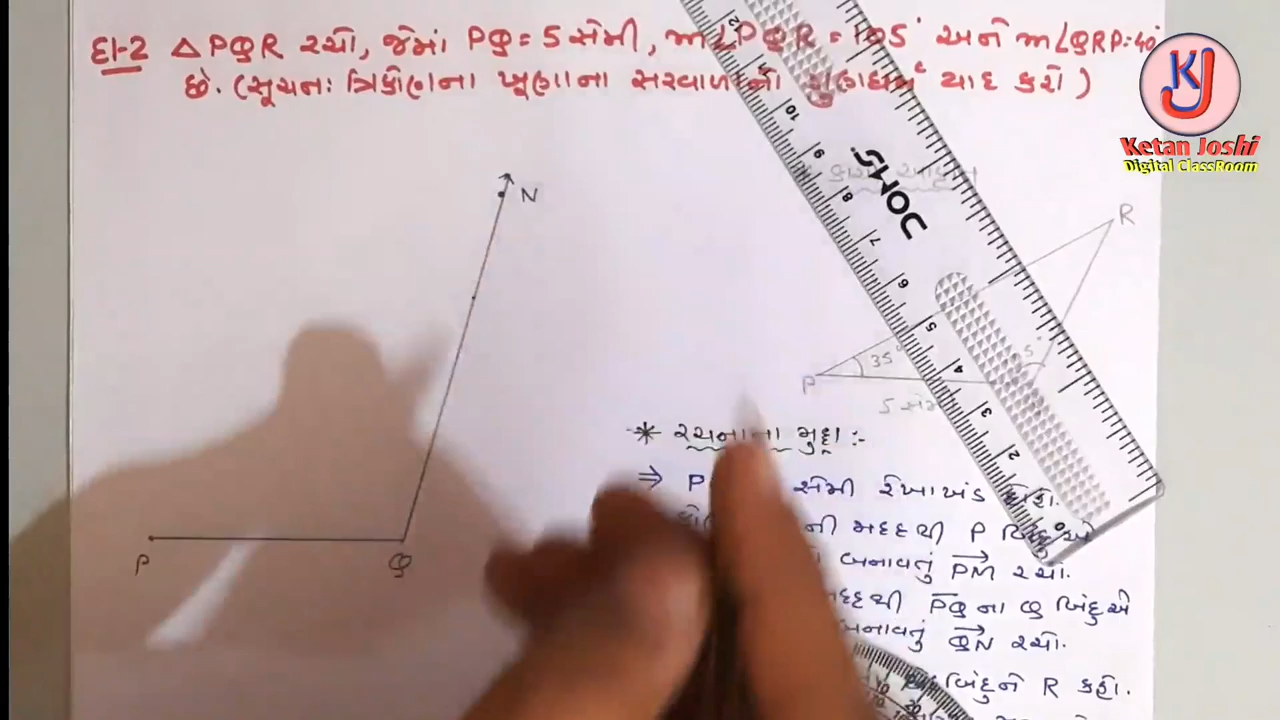 દા-2 △PQR રચો, જેમાં PQ = 5 સેમી, m∠PQR = 105° અને m∠QRP = 40°
છે. (સૂચન: ત્રિકોણના ખૂણાના સરવાળાનો ગુણધર્મ યાદ કરો)
KJ
Ketan Joshi
Digital ClassRoom
N
DOMS
R
35°
P
5 સેમી
P
Q
* રચનાના મુદ્દા :-
⇒ P સેમી રેખાખંડ દોરો.
ની મદદથી P બિંદુએ
બનાવતું PM રચો.
મદદથી PQ ના Q બિંદુએ
બનાવતું QN રચો.
બિંદુને R કહો.